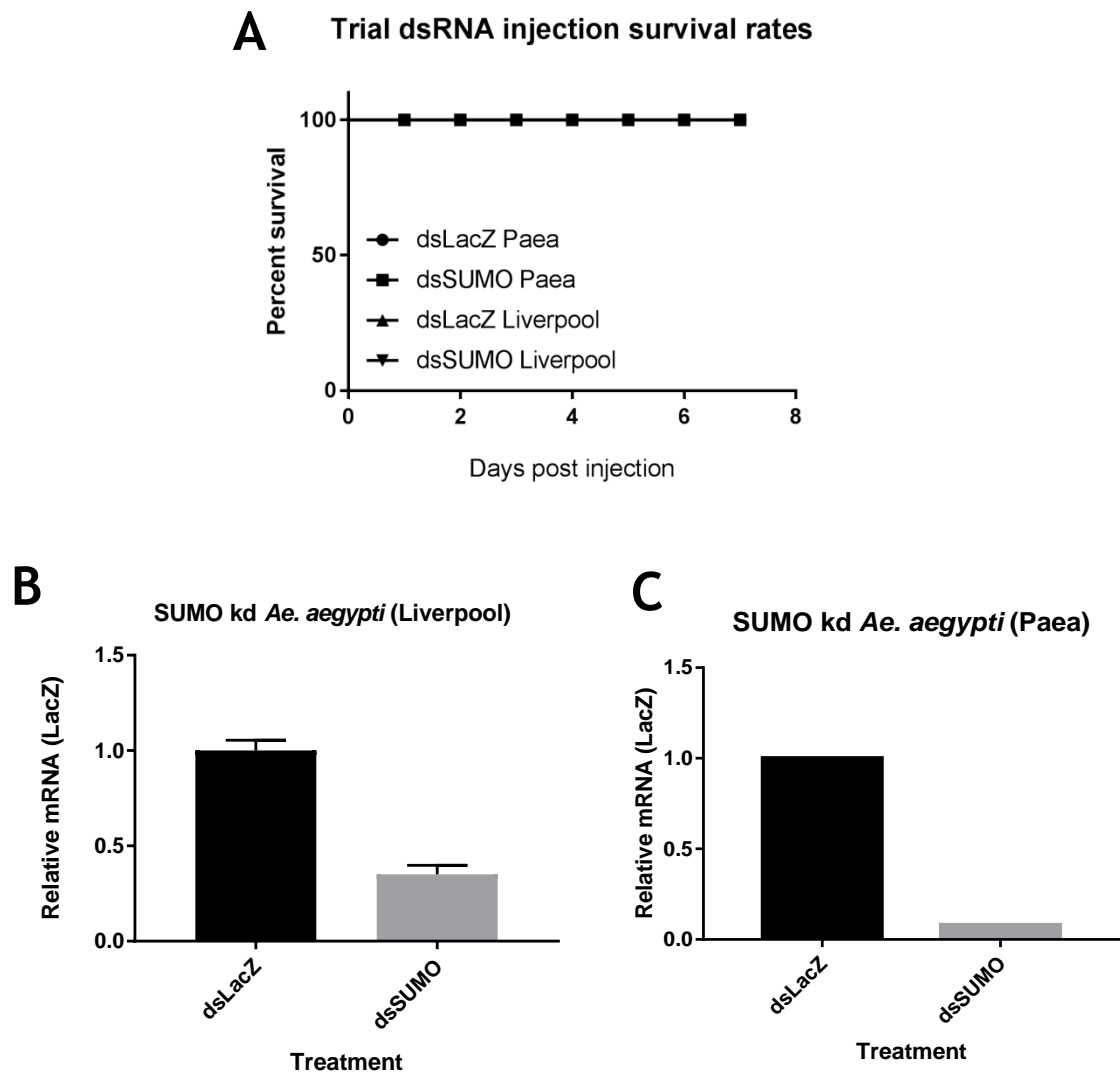 A
Trial dsRNA injection survival rates
100
50
0
Percent survival
dsLacZ Paea
dsSUMO Paea
dsLacZ Liverpool
dsSUMO Liverpool
0 2 4 6 8
Days post injection
B
SUMO kd Ae. aegypti (Liverpool)
1.5
1.0
0.5
0.0
Relative mRNA (LacZ)
dsLacZ
dsSUMO
Treatment
C
SUMO kd Ae. aegypti (Paea)
1.5
1.0
0.5
0.0
Relative mRNA (LacZ)
dsLacZ
dsSUMO
Treatment